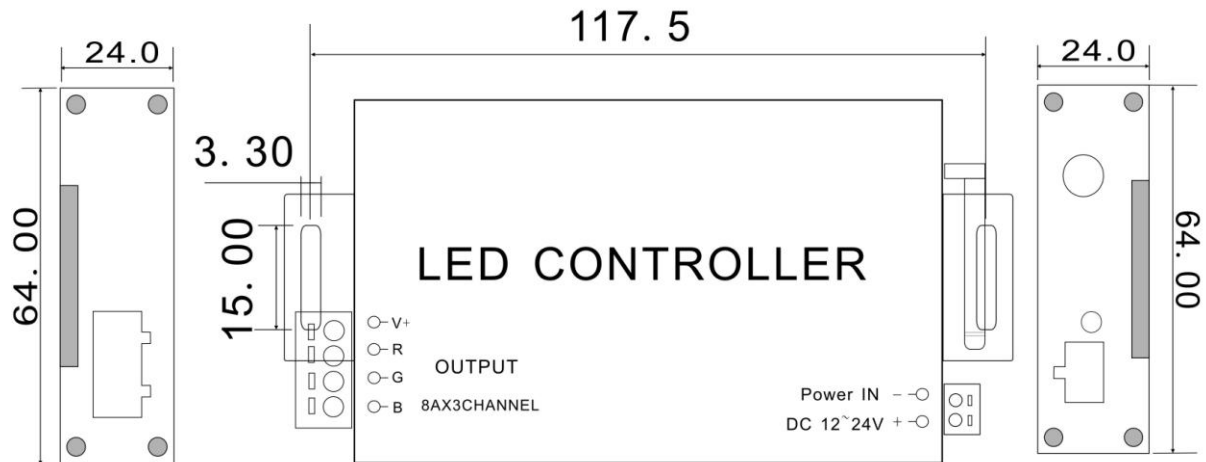 117. 5
24.0
24.0
3. 30
15. 00
64. 00
64. 00
LED CONTROLLER
V+
R
G
B
OUTPUT
8AX3CHANNEL
Power IN -
DC 12~24V +